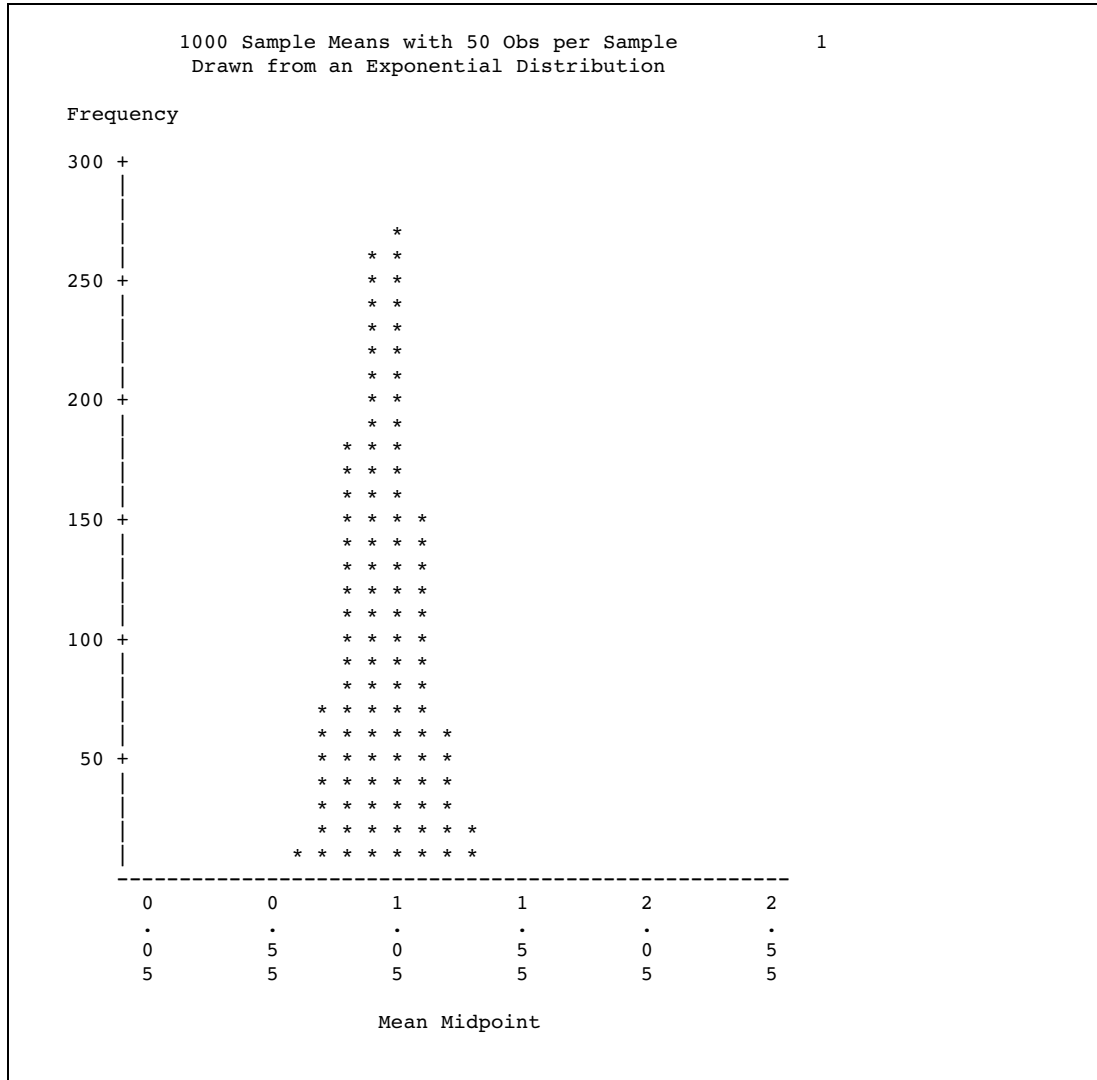 1000 Sample Means with 50 Obs per Sample 1
Drawn from an Exponential Distribution
Frequency
300 +
250 +
200 +
150 +
100 +
50 +
0 0 1 1 2 2
. . . . . .
0 5 0 5 0 5
5 5 5 5 5 5
Mean Midpoint